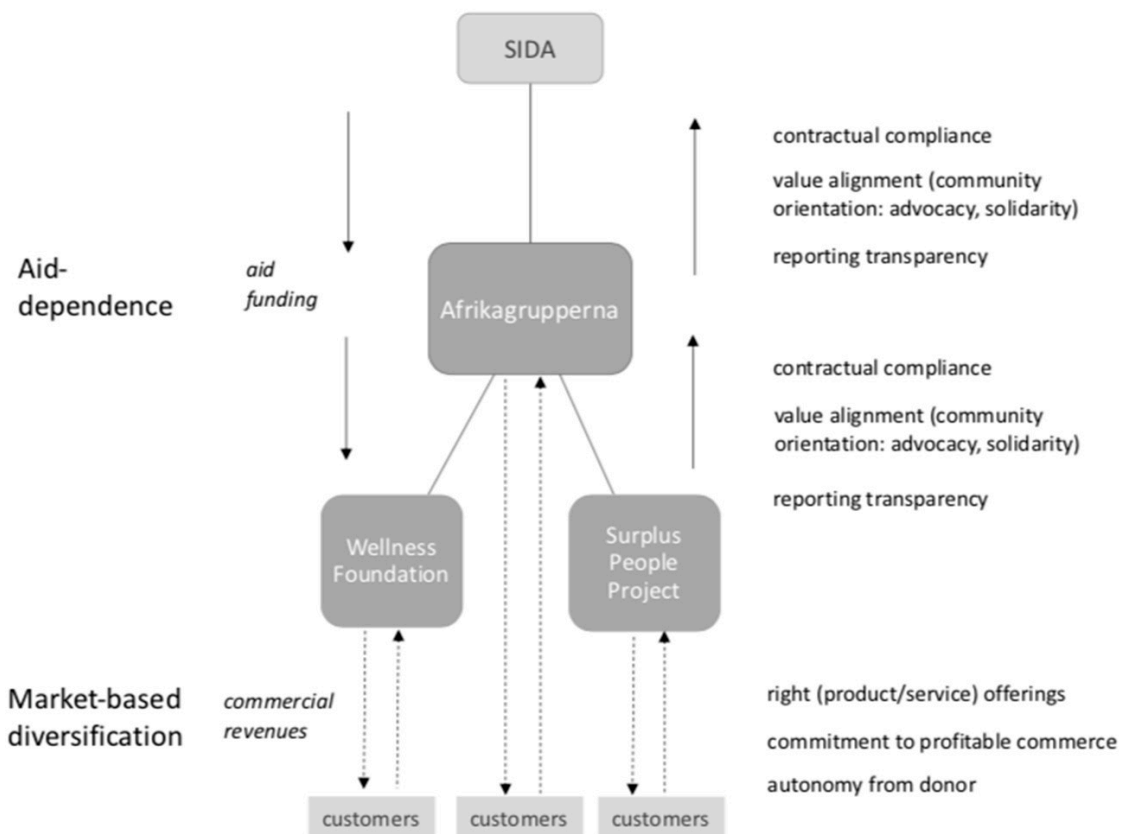 SIDA
contractual compliance
value alignment (community
orientation: advocacy, solidarity)
reporting transparency
Aid-
dependence
aid
funding
Afrikagrupperna
contractual compliance
value alignment (community
orientation: advocacy, solidarity)
reporting transparency
Wellness
Foundation
Surplus
People
Project
Market-based
diversification
commercial
revenues
right (product/service) offerings
commitment to profitable commerce
autonomy from donor
customers
customers
customers